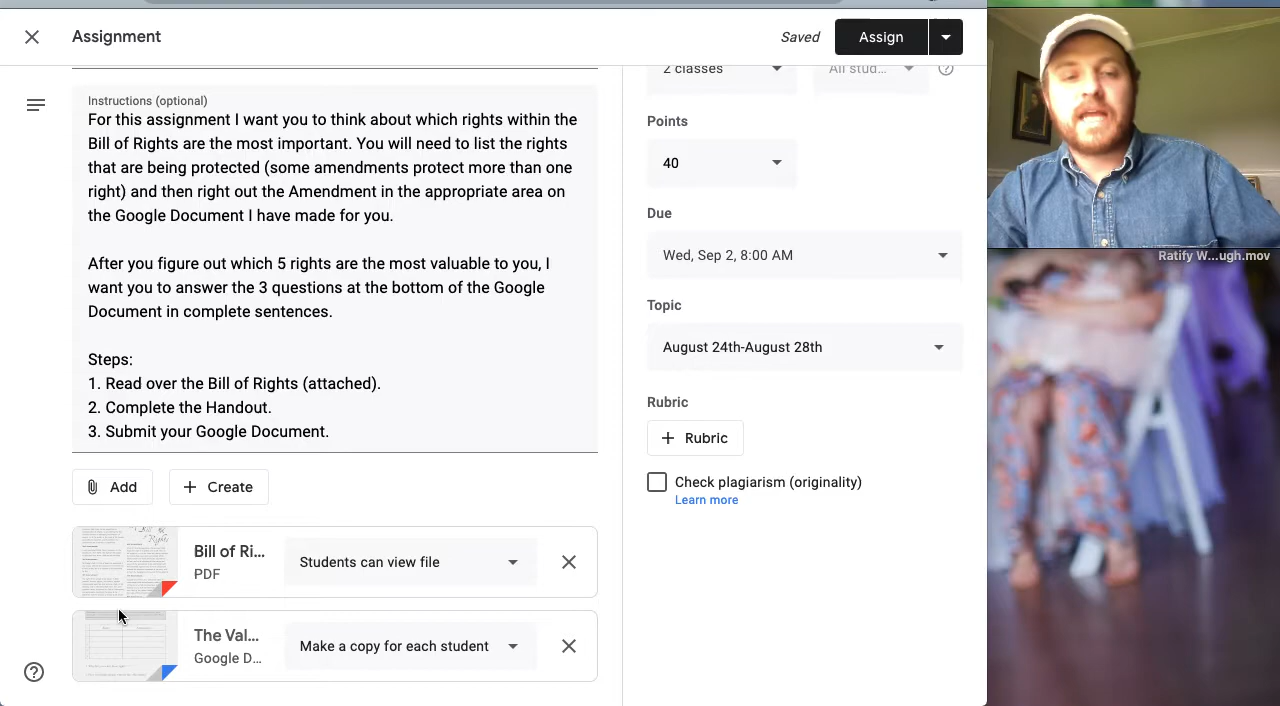 Assignment
Saved
Assign
Instructions (optional)
For this assignment I want you to think about which rights within the
Bill of Rights are the most important. You will need to list the rights
that are being protected (some amendments protect more than one
right) and then right out the Amendment in the appropriate area on
the Google Document I have made for you.
After you figure out which 5 rights are the most valuable to you, I
want you to answer the 3 questions at the bottom of the Google
Document in complete sentences.
Steps:
1. Read over the Bill of Rights (attached).
2. Complete the Handout.
3. Submit your Google Document.
Add
Create
Bill of Ri...
PDF
Students can view file
The Val...
Google D...
Make a copy for each student
2 classes
All stud...
Points
40
Due
Wed, Sep 2, 8:00 AM
Topic
August 24th-August 28th
Rubric
Rubric
Check plagiarism (originality)
Learn more
Ratify W...ugh.mov